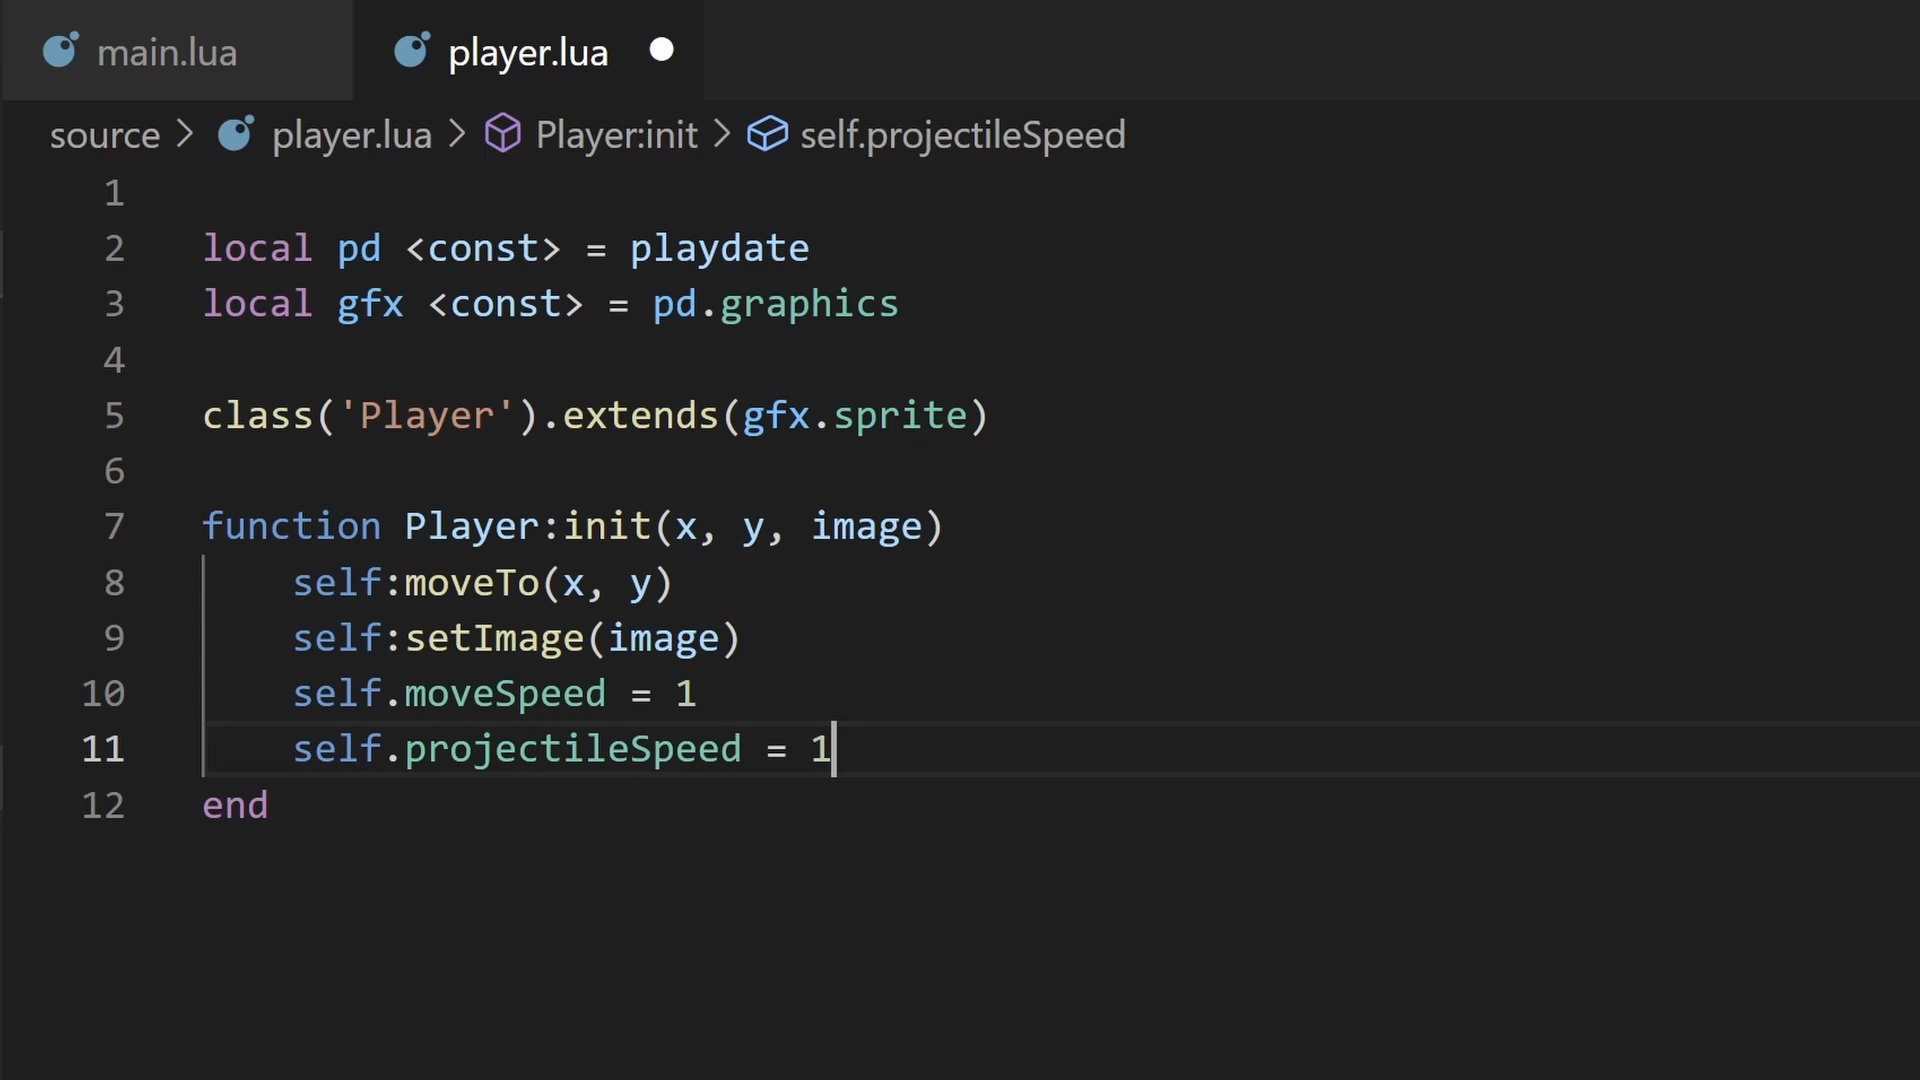 main.lua player.lua
source > player.lua > Player:init > self.projectileSpeed
1
2 local pd <const> = playdate
3 local gfx <const> = pd.graphics
4
5 class('Player').extends(gfx.sprite)
6
7 function Player:init(x, y, image)
8 self:moveTo(x, y)
9 self:setImage(image)
10 self.moveSpeed = 1
11 self.projectileSpeed = 1
12 end